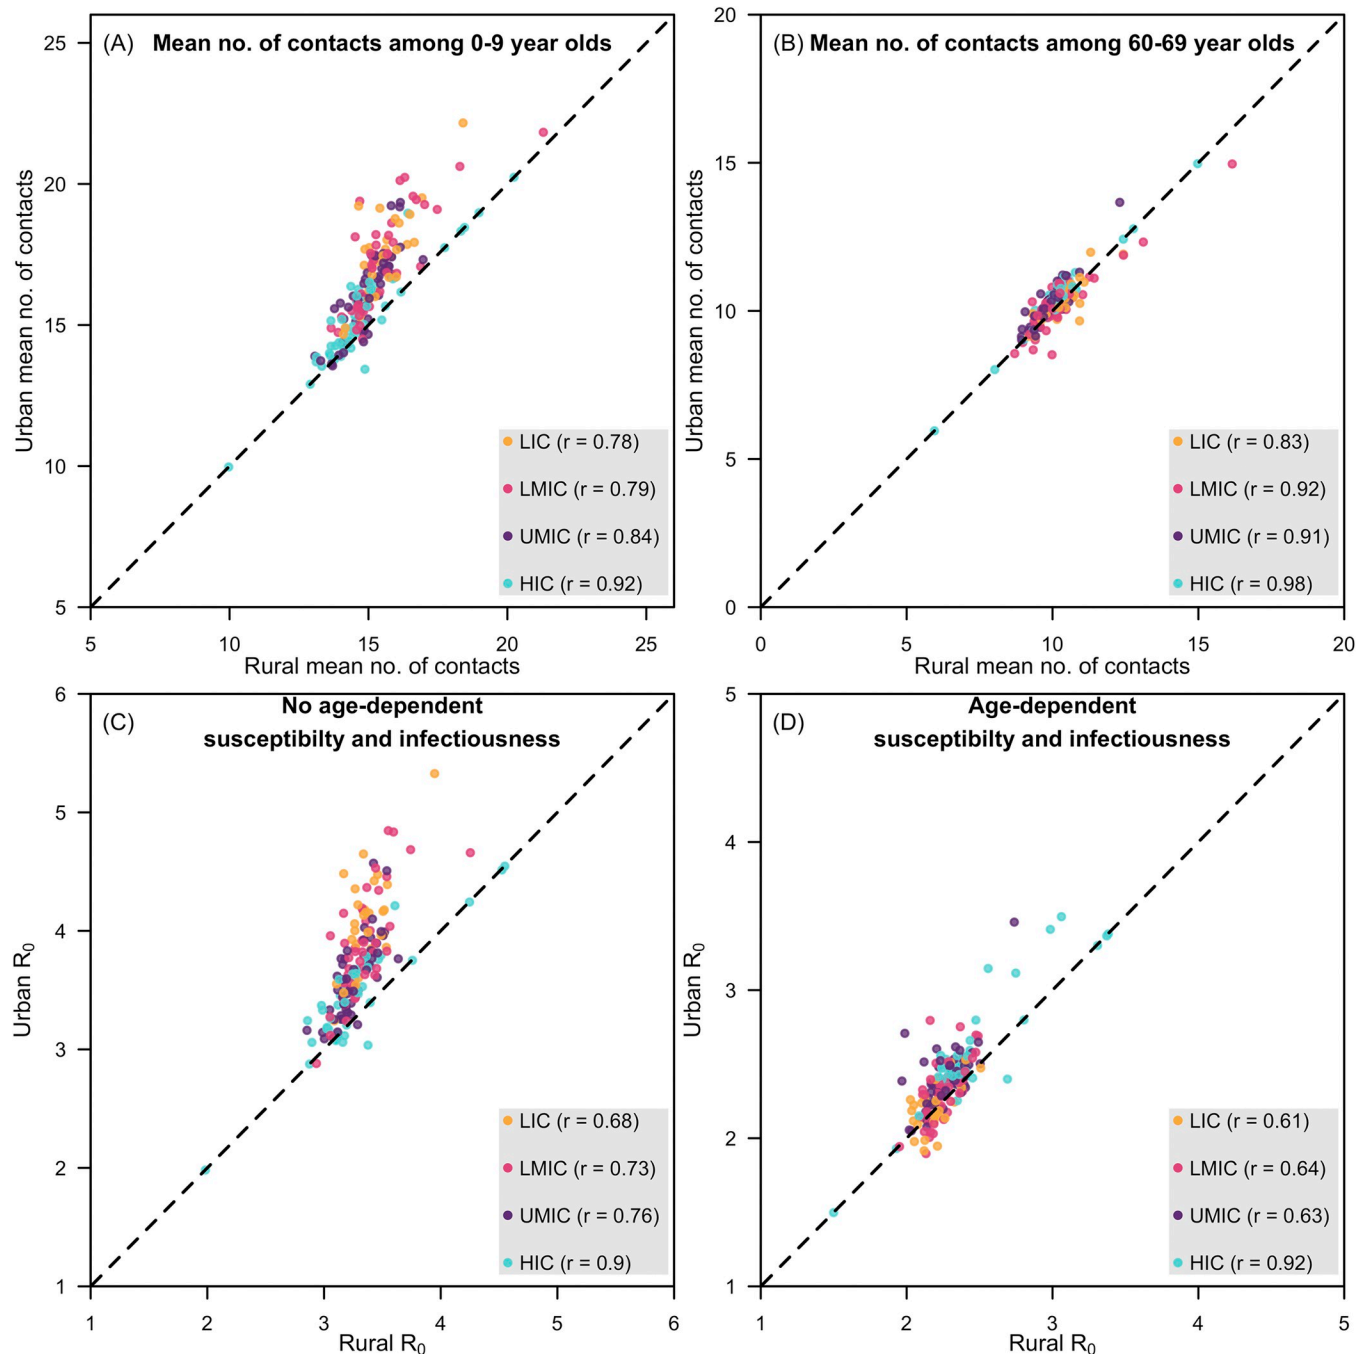 (A) Mean no. of contacts among 0-9 year olds
25
20
15
10
5
Urban mean no. of contacts
LIC (r = 0.78)
LMIC (r = 0.79)
UMIC (r = 0.84)
HIC (r = 0.92)
5 10 15 20 25
Rural mean no. of contacts
(B) Mean no. of contacts among 60-69 year olds
20
15
10
5
0
Urban mean no. of contacts
LIC (r = 0.83)
LMIC (r = 0.92)
UMIC (r = 0.91)
HIC (r = 0.98)
0 5 10 15 20
Rural mean no. of contacts
(C)
No age-dependent
susceptibilty and infectiousness
6
5
4
3
2
1
Urban R0
LIC (r = 0.68)
LMIC (r = 0.73)
UMIC (r = 0.76)
HIC (r = 0.9)
1 2 3 4 5 6
Rural R0
(D)
Age-dependent
susceptibilty and infectiousness
5
4
3
2
1
Urban R0
LIC (r = 0.61)
LMIC (r = 0.64)
UMIC (r = 0.63)
HIC (r = 0.92)
1 2 3 4 5
Rural R0